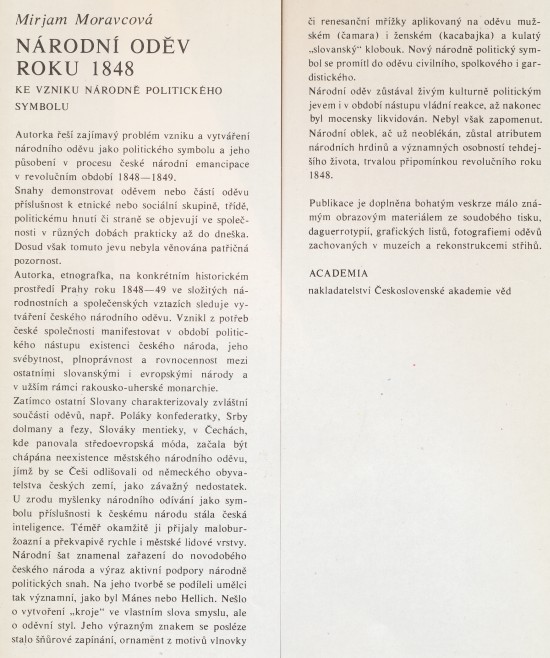 Mirjam Moravcová
NÁRODNÍ ODĚV
ROKU 1848
KE VZNIKU NÁRODNĚ POLITICKÉHO
SYMBOLU
Autorka řeší zajímavý problém vzniku a vytváření
národního oděvu jako politického symbolu a jeho
působení v procesu české národní emancipace
v revolučním období 1848—1849.
Snahy demonstrovat oděvem nebo částí oděvu
příslušnost k etnické nebo sociální skupině, třídě,
politickému hnutí či straně se objevují ve společ-
nosti v různých dobách prakticky až do dneška.
Dosud však tomuto jevu nebyla věnována patřičná
pozornost.
Autorka, etnografka, na konkrétním historickém
prostředí Prahy roku 1848—49 ve složitých ná-
rodnostních a společenských vztazích sleduje vy-
tváření českého národního oděvu. Vznikl z potřeb
české společnosti manifestovat v období politic-
kého nástupu existenci českého národa, jeho
svébytnost, plnoprávnost a rovnocennost mezi
ostatními slovanskými i evropskými národy a
v užším rámci rakousko-uherské monarchie.
Zatímco ostatní Slovany charakterizovaly zvláštní
součásti oděvů, např. Poláky konfederatky, Srby
dolmany a fezy, Slováky mentieky, v Čechách,
kde panovala středoevropská móda, začala být
chápána neexistence městského národního oděvu,
jímž by se Češi odlišovali od německého obyva-
telstva českých zemí, jako závažný nedostatek.
U zrodu myšlenky národního odívání jako sym-
bolu příslušnosti k českému národu stála česká
inteligence. Téměř okamžitě ji přijaly malobur-
žoazní a překvapivě rychle i městské lidové vrstvy.
Národní šat znamenal zařazení do novodobého
českého národa a výraz aktivní podpory národně
politických snah. Na jeho tvorbě se podíleli umělci
tak významní, jako byl Mánes nebo Hellich. Nešlo
o vytvoření „kroje" ve vlastním slova smyslu, ale
o oděvní styl. Jeho výrazným znakem se posléze
stalo šňůrové zapínání, ornament z motivů vlnovky
či renesanční mřížky aplikovaný na oděvu muž-
ském (čamara) i ženském (kacabajka) a kulatý
„slovanský" klobouk. Nový národně politický sym-
bol se promítl do oděvu civilního, spolkového i gar-
distického.
Národní oděv zůstával živým kulturně politickým
jevem i v období nástupu vládní reakce, až nakonec
byl mocensky likvidován. Nebyl však zapomenut.
Národní oblek, ač už neoblékán, zůstal atributem
národních hrdinů a významných osobností tehdej-
šího života, trvalou připomínkou revolučního roku
1848.
Publikace je doplněna bohatým veskrze málo zná-
mým obrazovým materiálem ze soudobého tisku,
daguerrotypií, grafických listů, fotografiemi oděvů
zachovaných v muzeích a rekonstrukcemi střihů.
ACADEMIA
nakladatelství Československé akademie věd